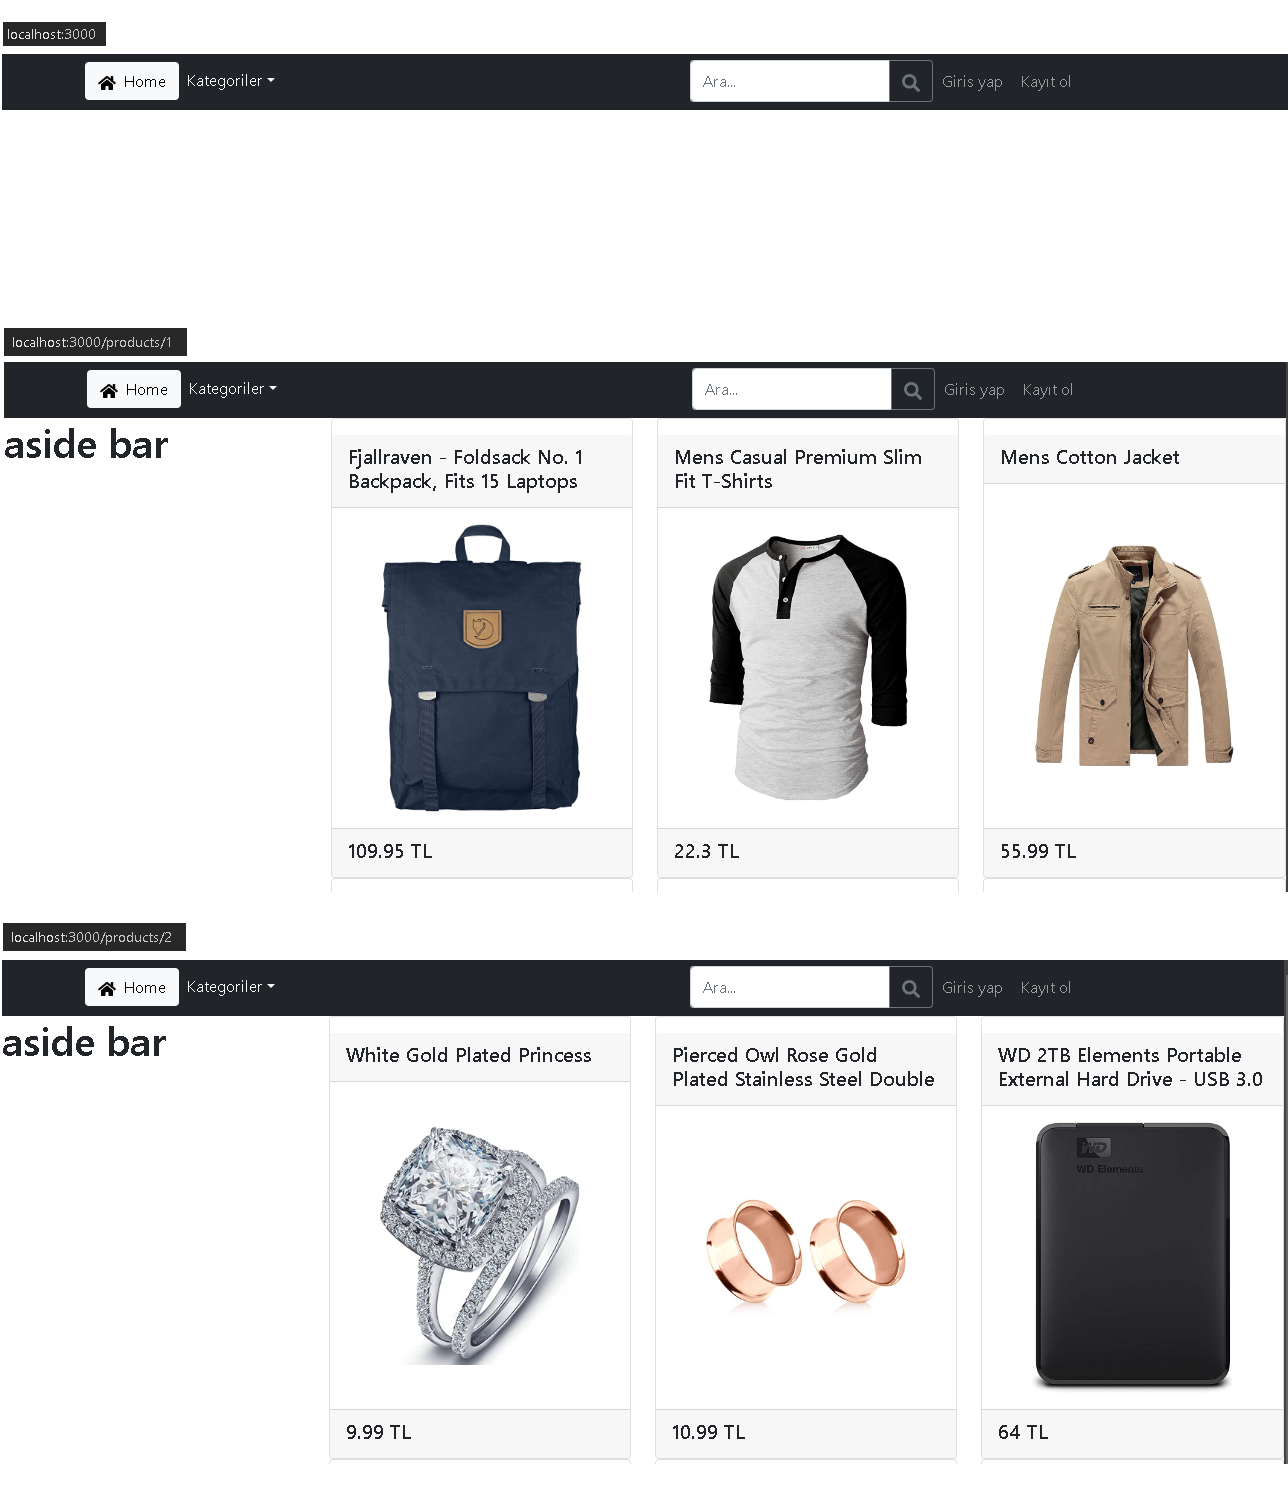 localhost:3000
Home Kategoriler Ara... Giris yap Kayıt ol
localhost:3000/products/1
Home Kategoriler Ara... Giris yap Kayıt ol
aside bar
Fjallraven - Foldsack No. 1
Backpack, Fits 15 Laptops
Mens Casual Premium Slim
Fit T-Shirts
Mens Cotton Jacket
109.95 TL
22.3 TL
55.99 TL
localhost:3000/products/2
Home Kategoriler Ara... Giris yap Kayıt ol
aside bar
White Gold Plated Princess
Pierced Owl Rose Gold
Plated Stainless Steel Double
WD 2TB Elements Portable
External Hard Drive - USB 3.0
WD
WD Elements
9.99 TL
10.99 TL
64 TL